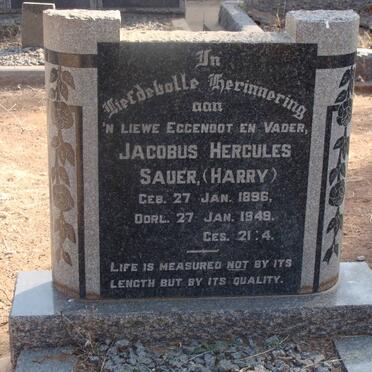 In
Liefdevolle Herinnering
aan
'N LIEWE EGGENOOT EN VADER,
JACOBUS HERCULES
SAUER, (HARRY)
GEB. 27 JAN. 1896,
OORL. 27 JAN. 1949.
GES. 21:4.
LIFE IS MEASURED NOT BY ITS
LENGTH BUT BY ITS QUALITY.